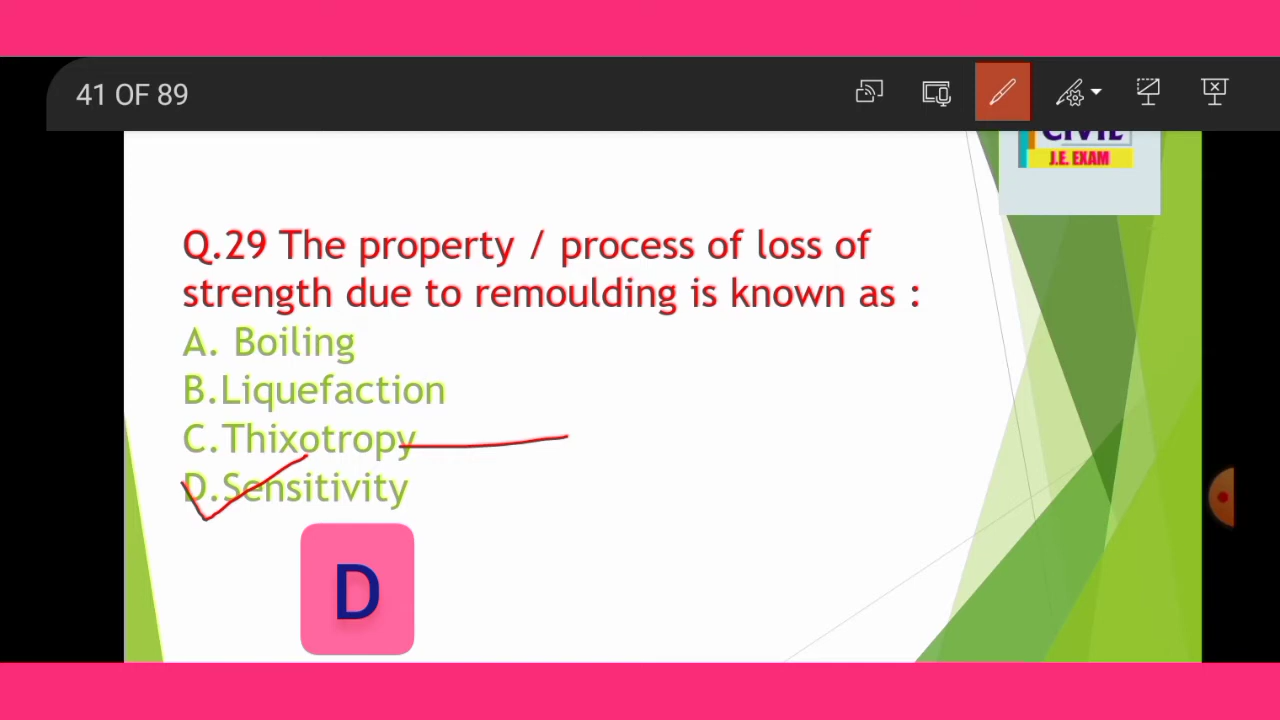 41 OF 89
CIVIL
J.E. EXAM
Q.29 The property / process of loss of
strength due to remoulding is known as :
A. Boiling
B.Liquefaction
C.Thixotropy
D.Sensitivity
D